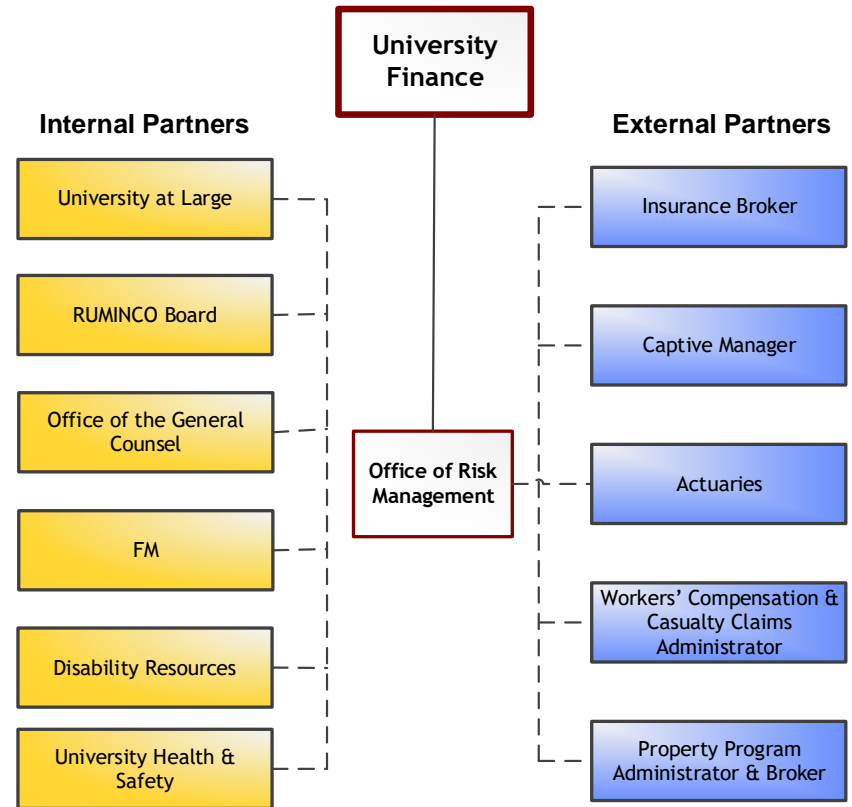 University
Finance
Internal Partners
University at Large
RUMINCO Board
Office of the General
Counsel
FM
Disability Resources
University Health &
Safety
Office of Risk
Management
External Partners
Insurance Broker
Captive Manager
Actuaries
Workers’ Compensation &
Casualty Claims
Administrator
Property Program
Administrator & Broker